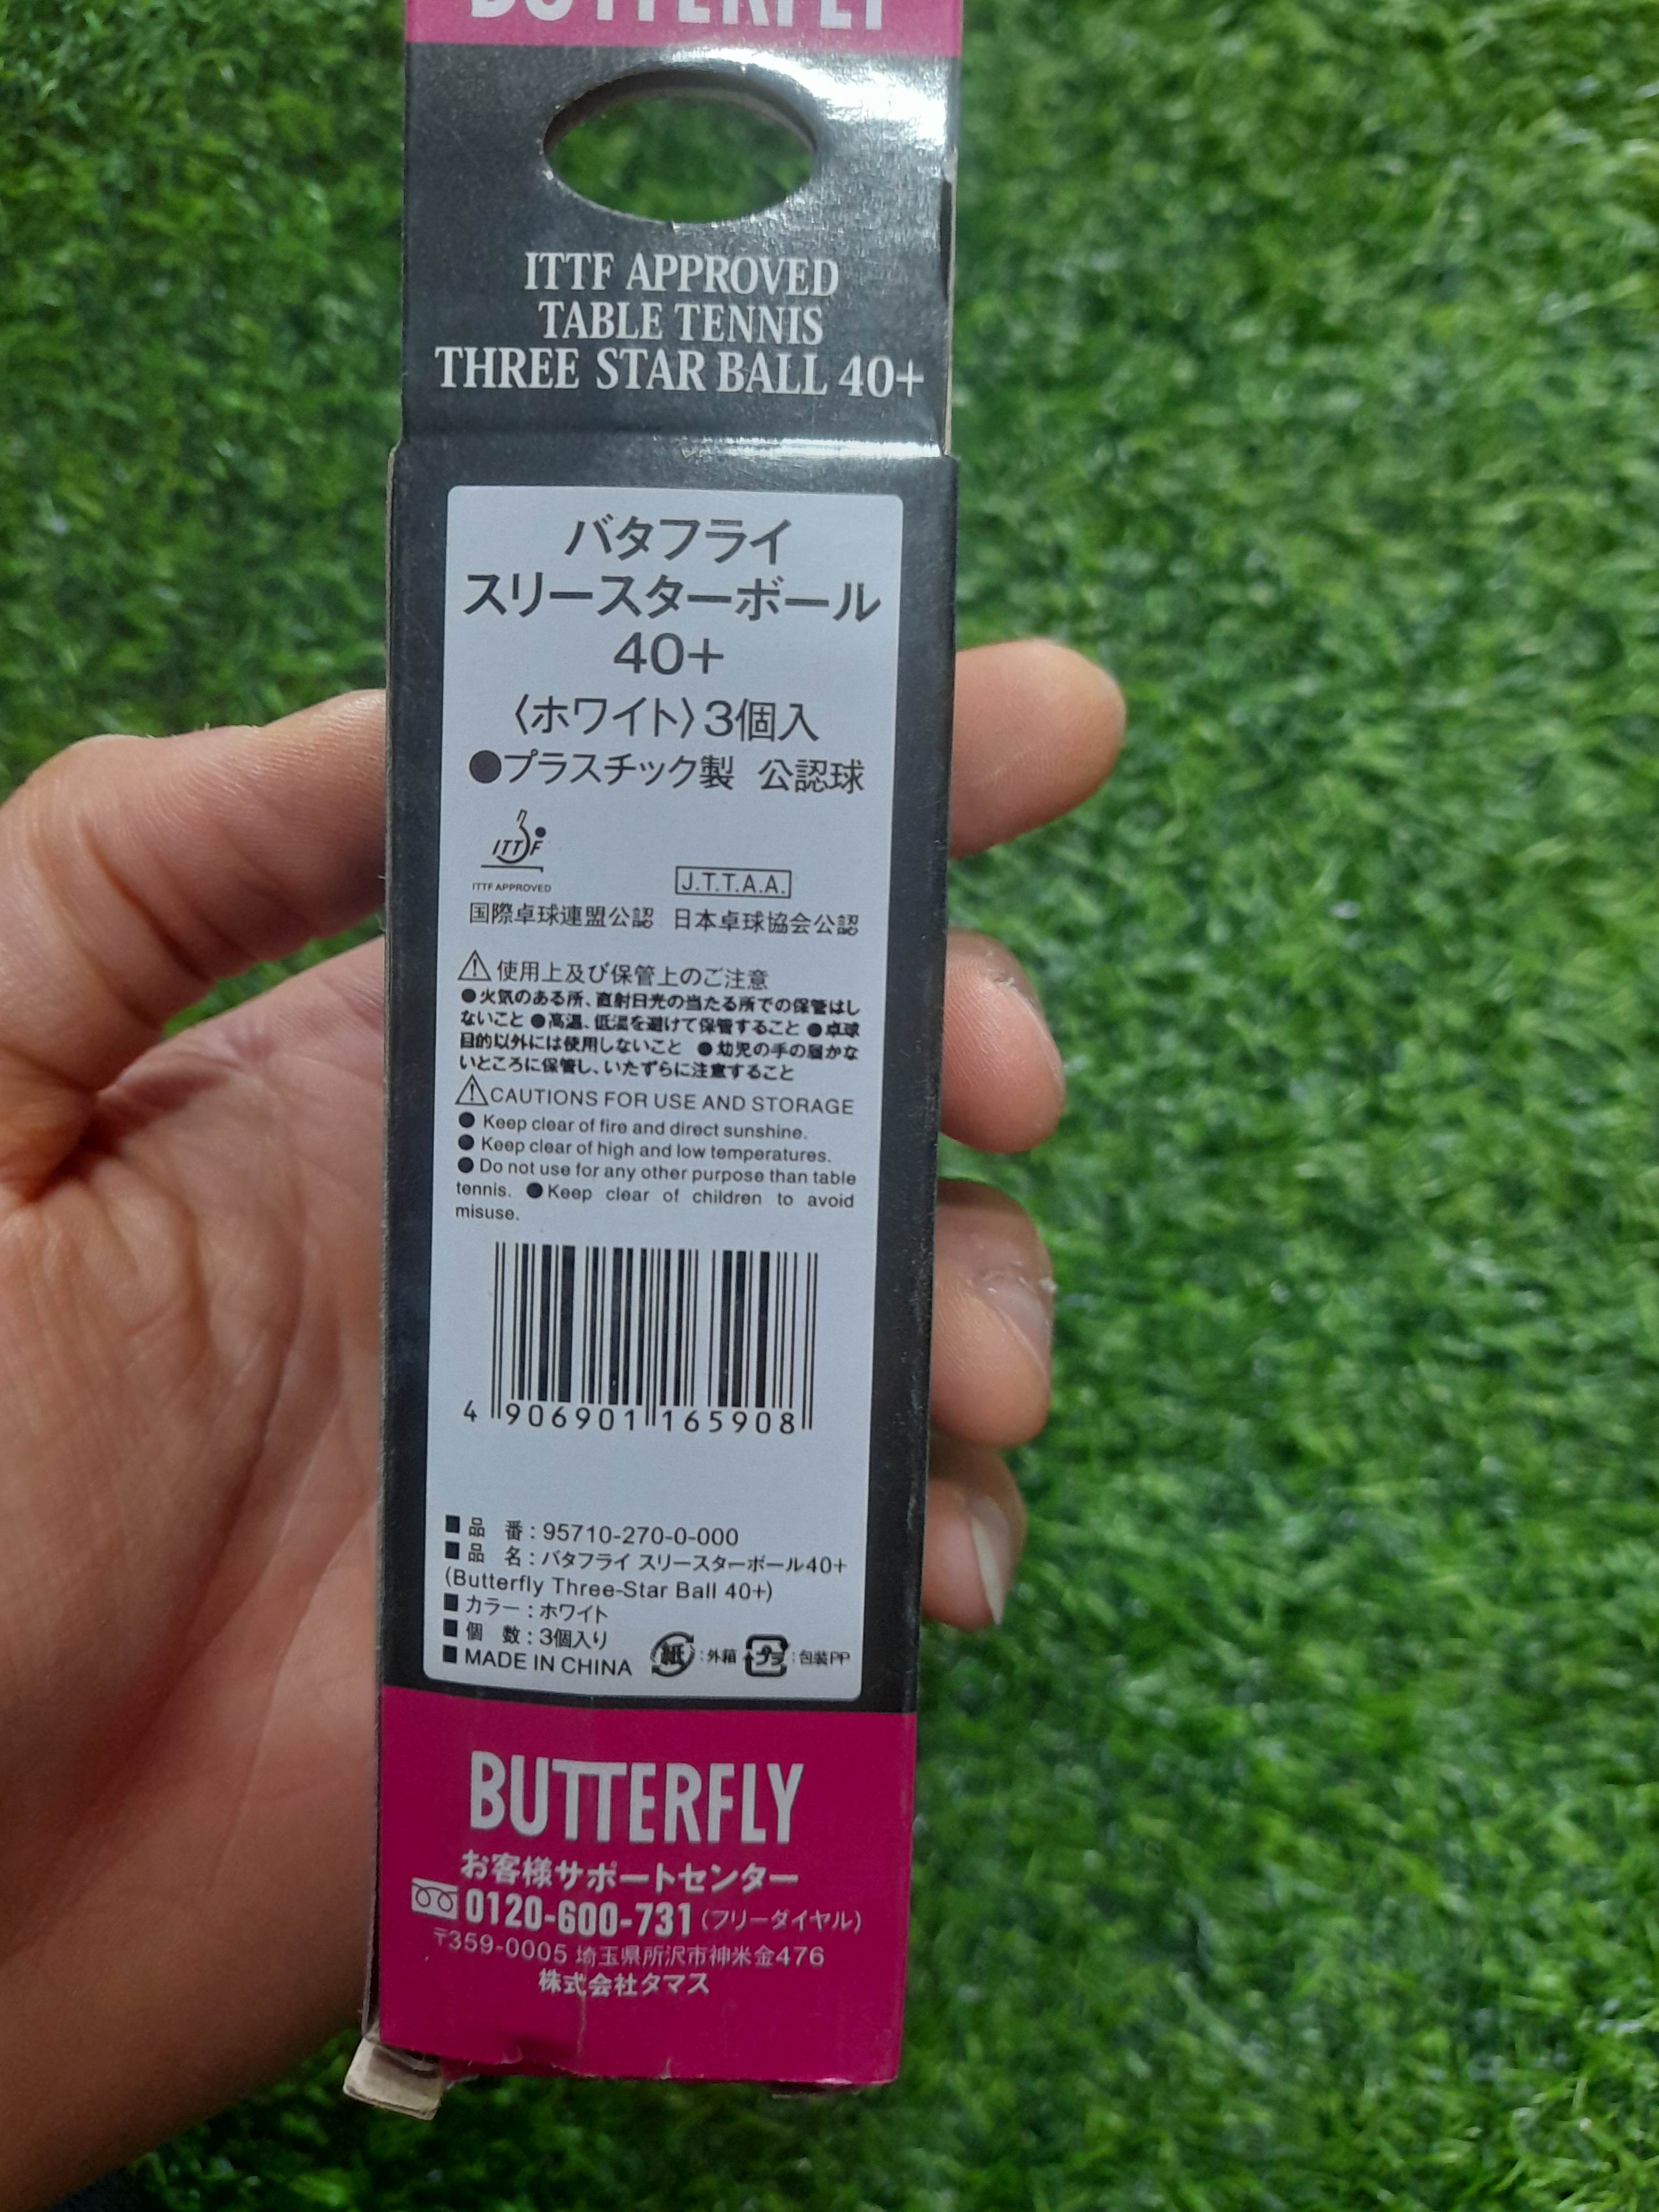 BUTTERFLY
ITTF APPROVED
TABLE TENNIS
THREE STAR BALL 40+
バタフライ
スリースターボール
40+
〈ホワイト〉3個入
●プラスチック製 公認球
ITTF
ITTF APPROVED
J.T.T.A.A.
国際卓球連盟公認 日本卓球協会公認
⚠使用上及び保管上のご注意
●火気のある所、直射日光の当たる所での保管はし
ないこと ●高温、低温を避けて保管すること ●卓球
目的以外には使用しないこと ●幼児の手の届かな
いところに保管し、いたずらに注意すること
⚠CAUTIONS FOR USE AND STORAGE
● Keep clear of fire and direct sunshine.
● Keep clear of high and low temperatures.
● Do not use for any other purpose than table
tennis. ●Keep clear of children to avoid
misuse.
4 906901 165908
■品 番:95710-270-0-000
■品 名:バタフライ スリースターボール40+
(Butterfly Three-Star Ball 40+)
■カラー:ホワイト
■個 数:3個入り
■MADE IN CHINA 紙:外箱 プラ:包装PP
BUTTERFLY
お客様サポートセンター
0120-600-731(フリーダイヤル)
〒359-0005 埼玉県所沢市神米金476
株式会社タマス